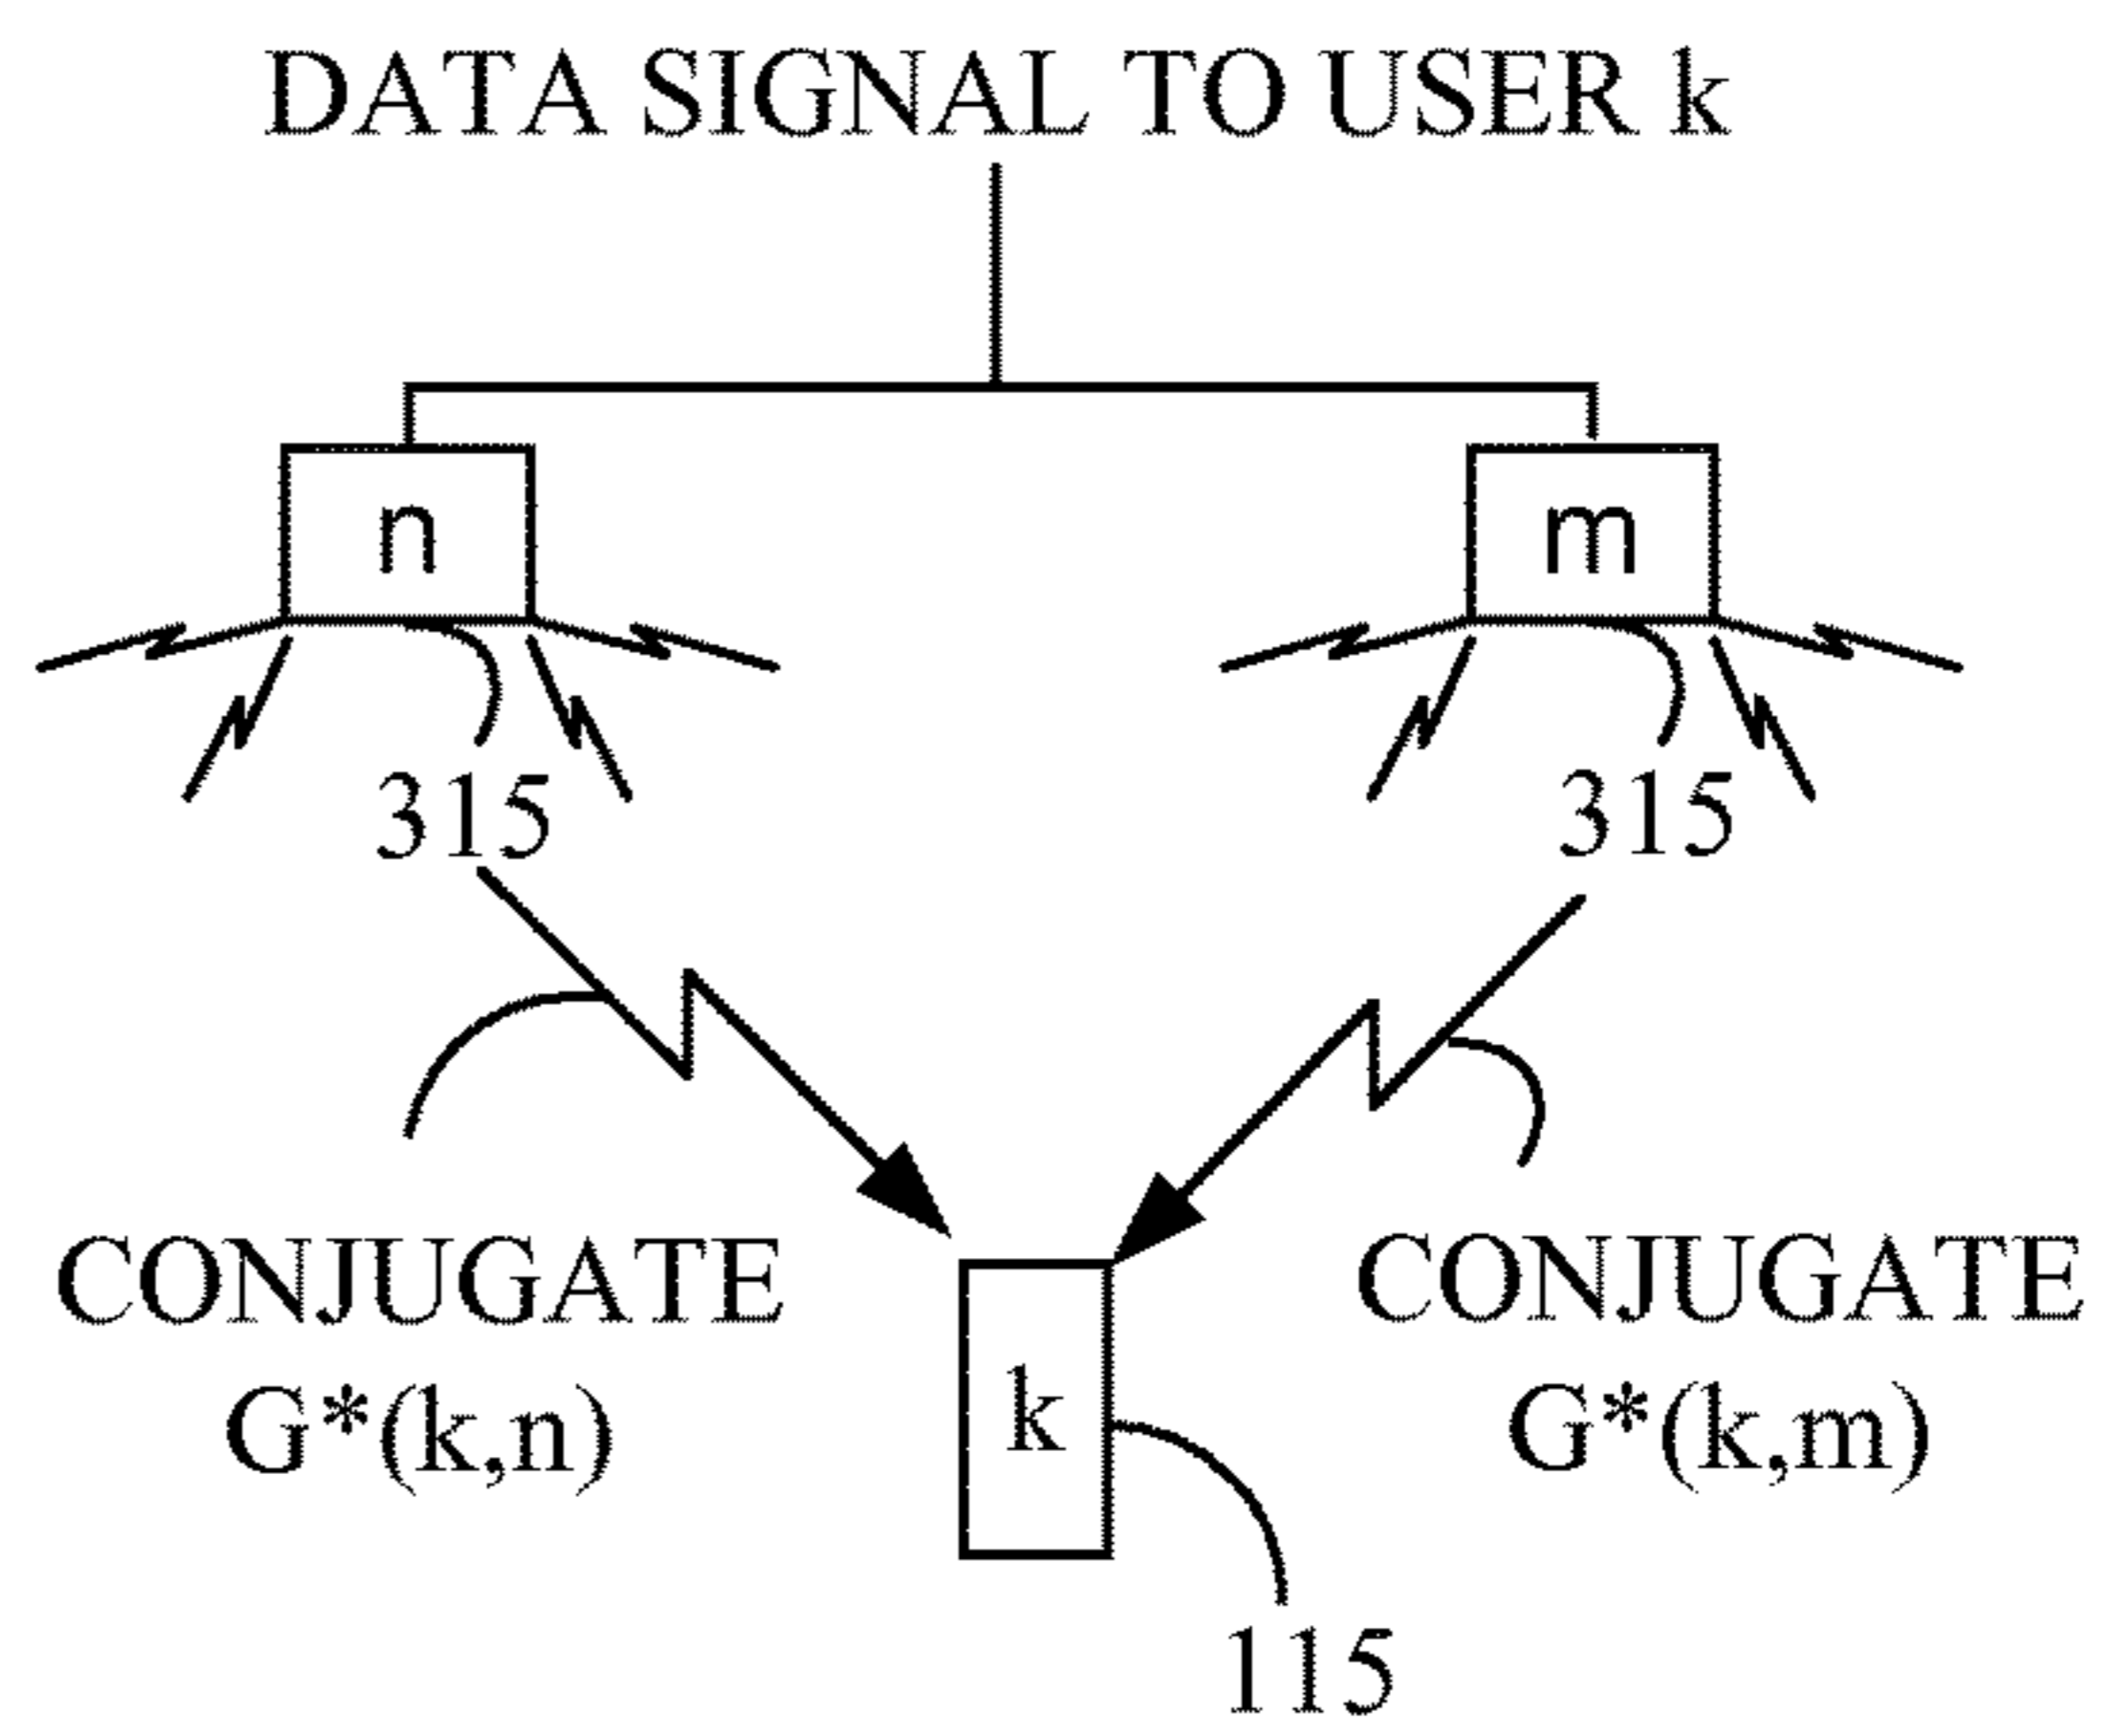 DATA SIGNAL TO USER k
n
m
315
315
CONJUGATE
G*(k,n)
CONJUGATE
G*(k,m)
k
115